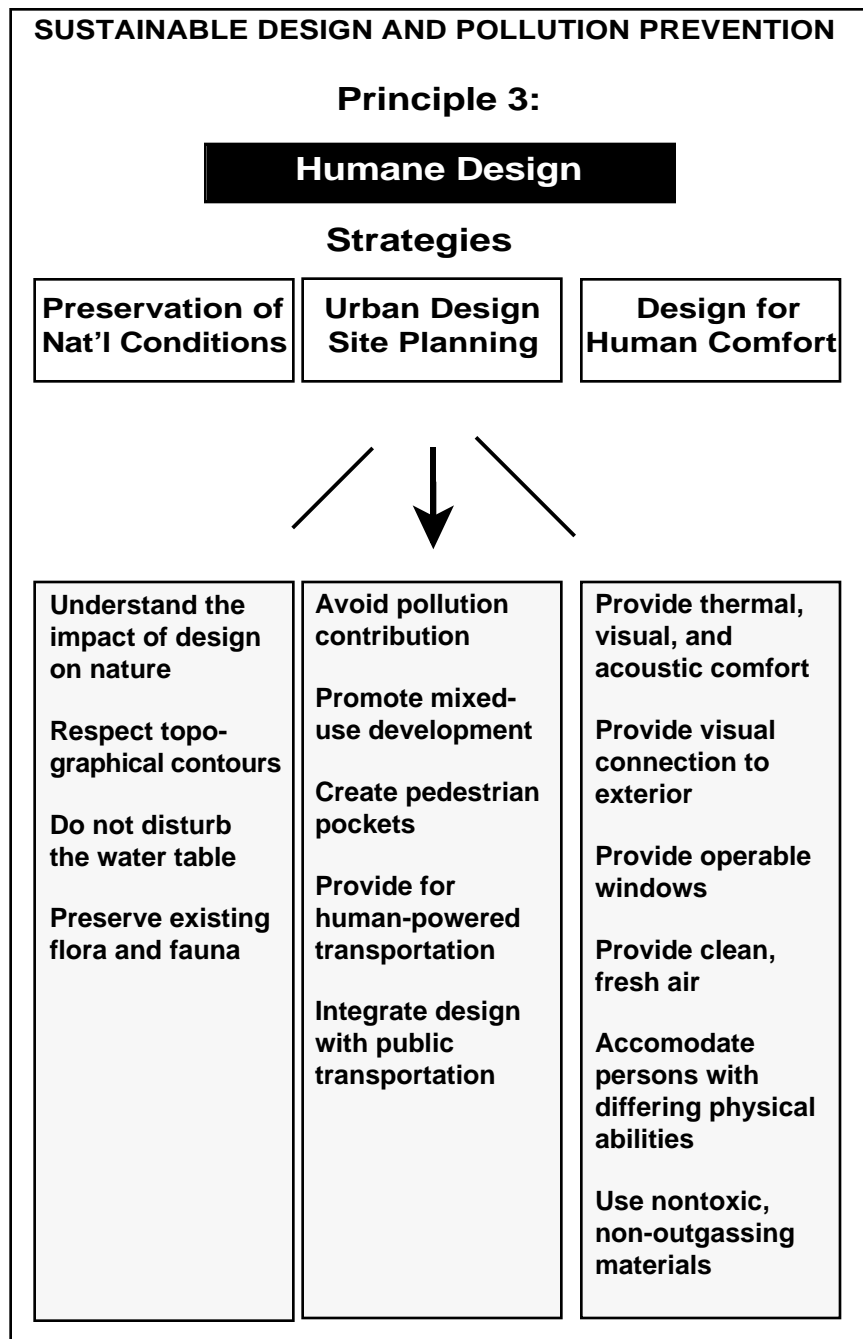 SUSTAINABLE DESIGN AND POLLUTION PREVENTION
Principle 3:
Humane Design
Strategies
Preservation of
Nat’l Conditions
Urban Design
Site Planning
Design for
Human Comfort
Understand the
impact of design
on nature
Respect topo-
graphical contours
Do not disturb
the water table
Preserve existing
flora and fauna
Avoid pollution
contribution
Promote mixed-
use development
Create pedestrian
pockets
Provide for
human-powered
transportation
Integrate design
with public
transportation
Provide thermal,
visual, and
acoustic comfort
Provide visual
connection to
exterior
Provide operable
windows
Provide clean,
fresh air
Accomodate
persons with
differing physical
abilities
Use nontoxic,
non-outgassing
materials